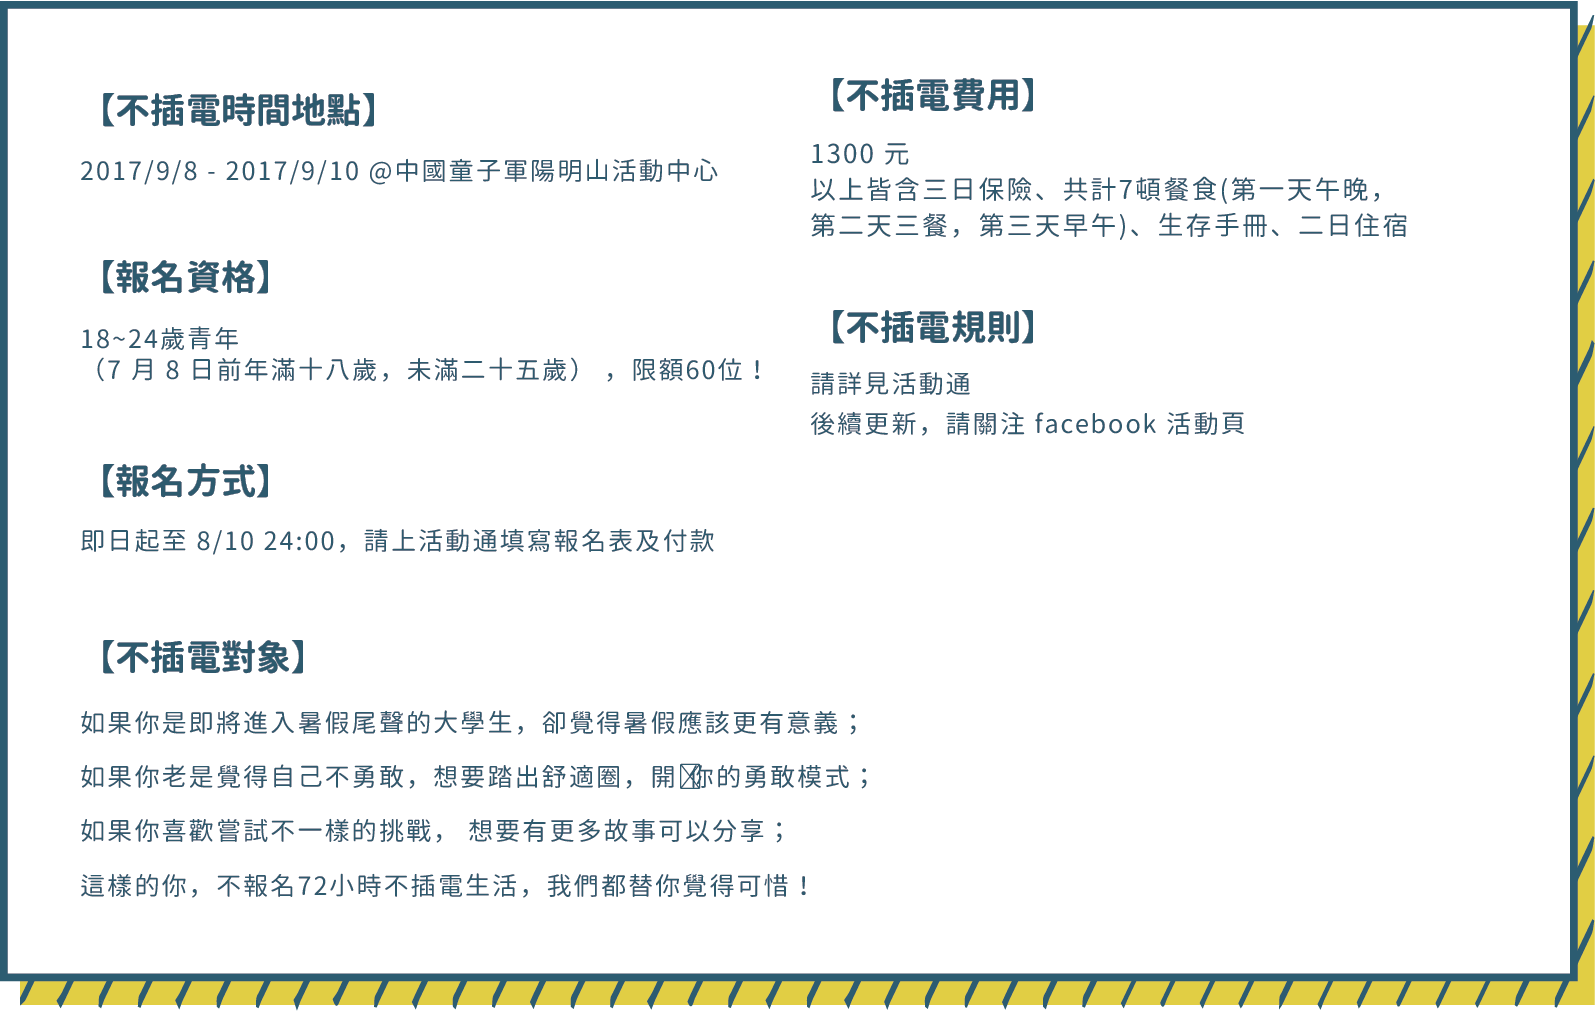 【不插電時間地點】
2017/9/8 - 2017/9/10 @中國童子軍陽明山活動中心
【報名資格】
18~24歲青年
（7 月 8 日前年滿十八歲，未滿二十五歲） ，限額60位！
【報名方式】
即日起至 8/10 24:00，請上活動通填寫報名表及付款
【不插電對象】
如果你是即將進入暑假尾聲的大學生，卻覺得暑假應該更有意義；
如果你老是覺得自己不勇敢，想要踏出舒適圈，開你的勇敢模式；
如果你喜歡嘗試不一樣的挑戰， 想要有更多故事可以分享；
這樣的你，不報名72小時不插電生活，我們都替你覺得可惜！
【不插電費用】
1300 元
以上皆含三日保險、共計7頓餐食(第一天午晚，
第二天三餐，第三天早午)、生存手冊、二日住宿
【不插電規則】
請詳見活動通
後續更新，請關注 facebook 活動頁